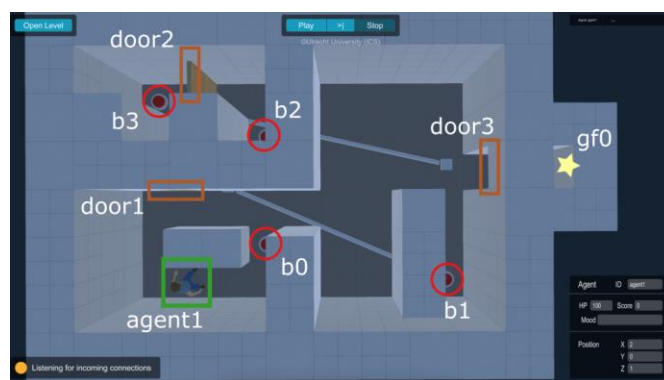 Open Level
Play >| Stop
©Utrecht University (ICS)
door2
b3
b2
door3
gf0
door1
b0
b1
agent1
Agent ID agent1
HP 100 Score 0
Mood
Position X 2
Y 0
Z 1
Listening for incoming connections